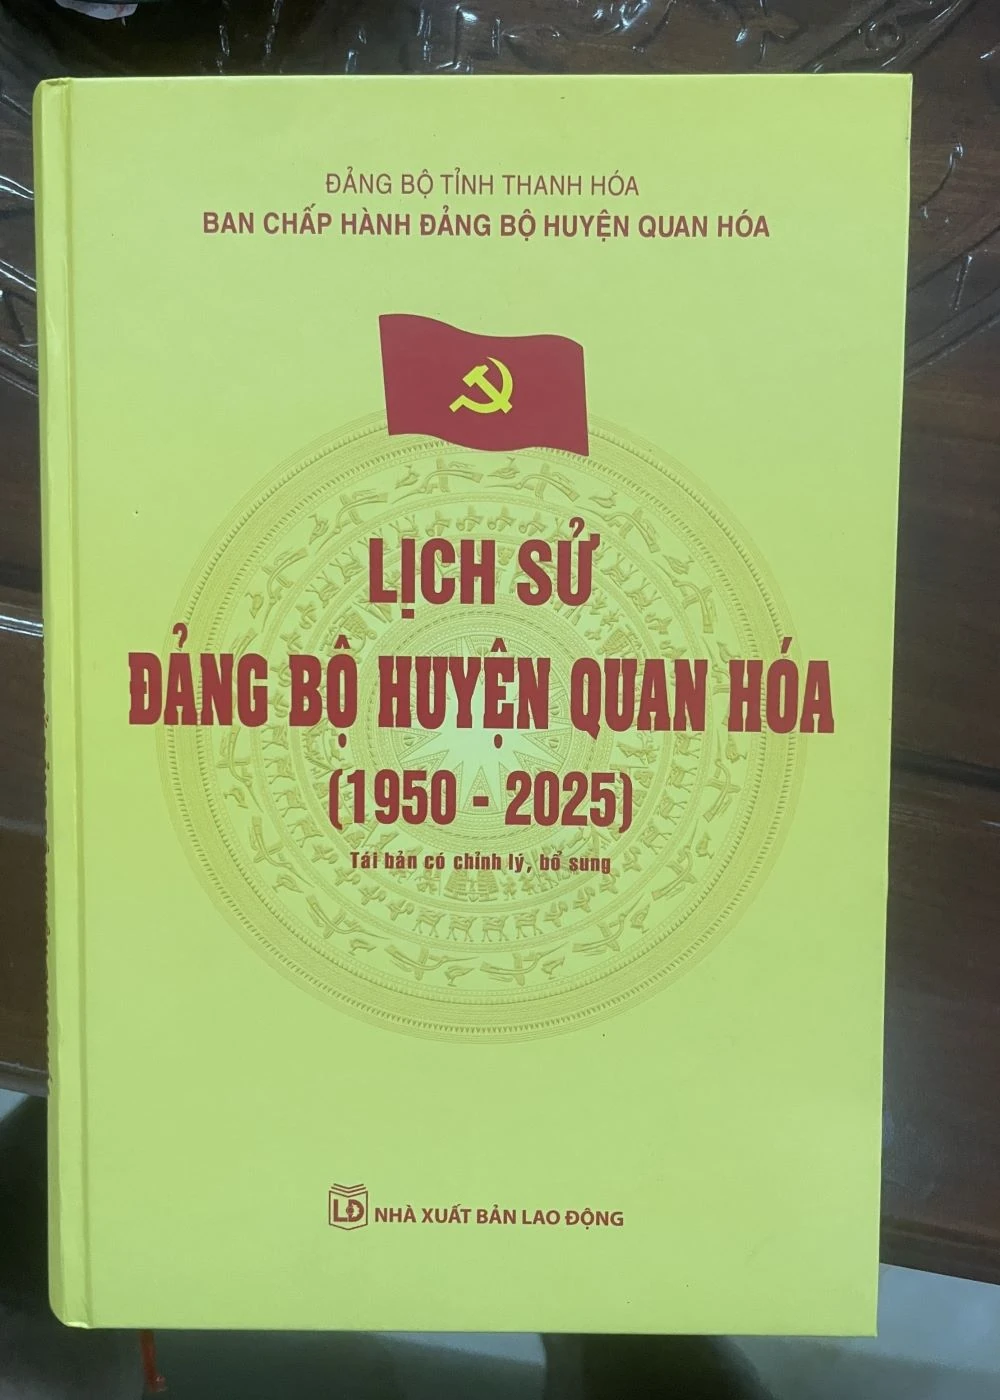 ĐẢNG BỘ TỈNH THANH HÓA
BAN CHẤP HÀNH ĐẢNG BỘ HUYỆN QUAN HÓA
LỊCH SỬ
ĐẢNG BỘ HUYỆN QUAN HÓA
(1950 - 2025)
Tái bản có chỉnh lý, bổ sung
LĐ NHÀ XUẤT BẢN LAO ĐỘNG